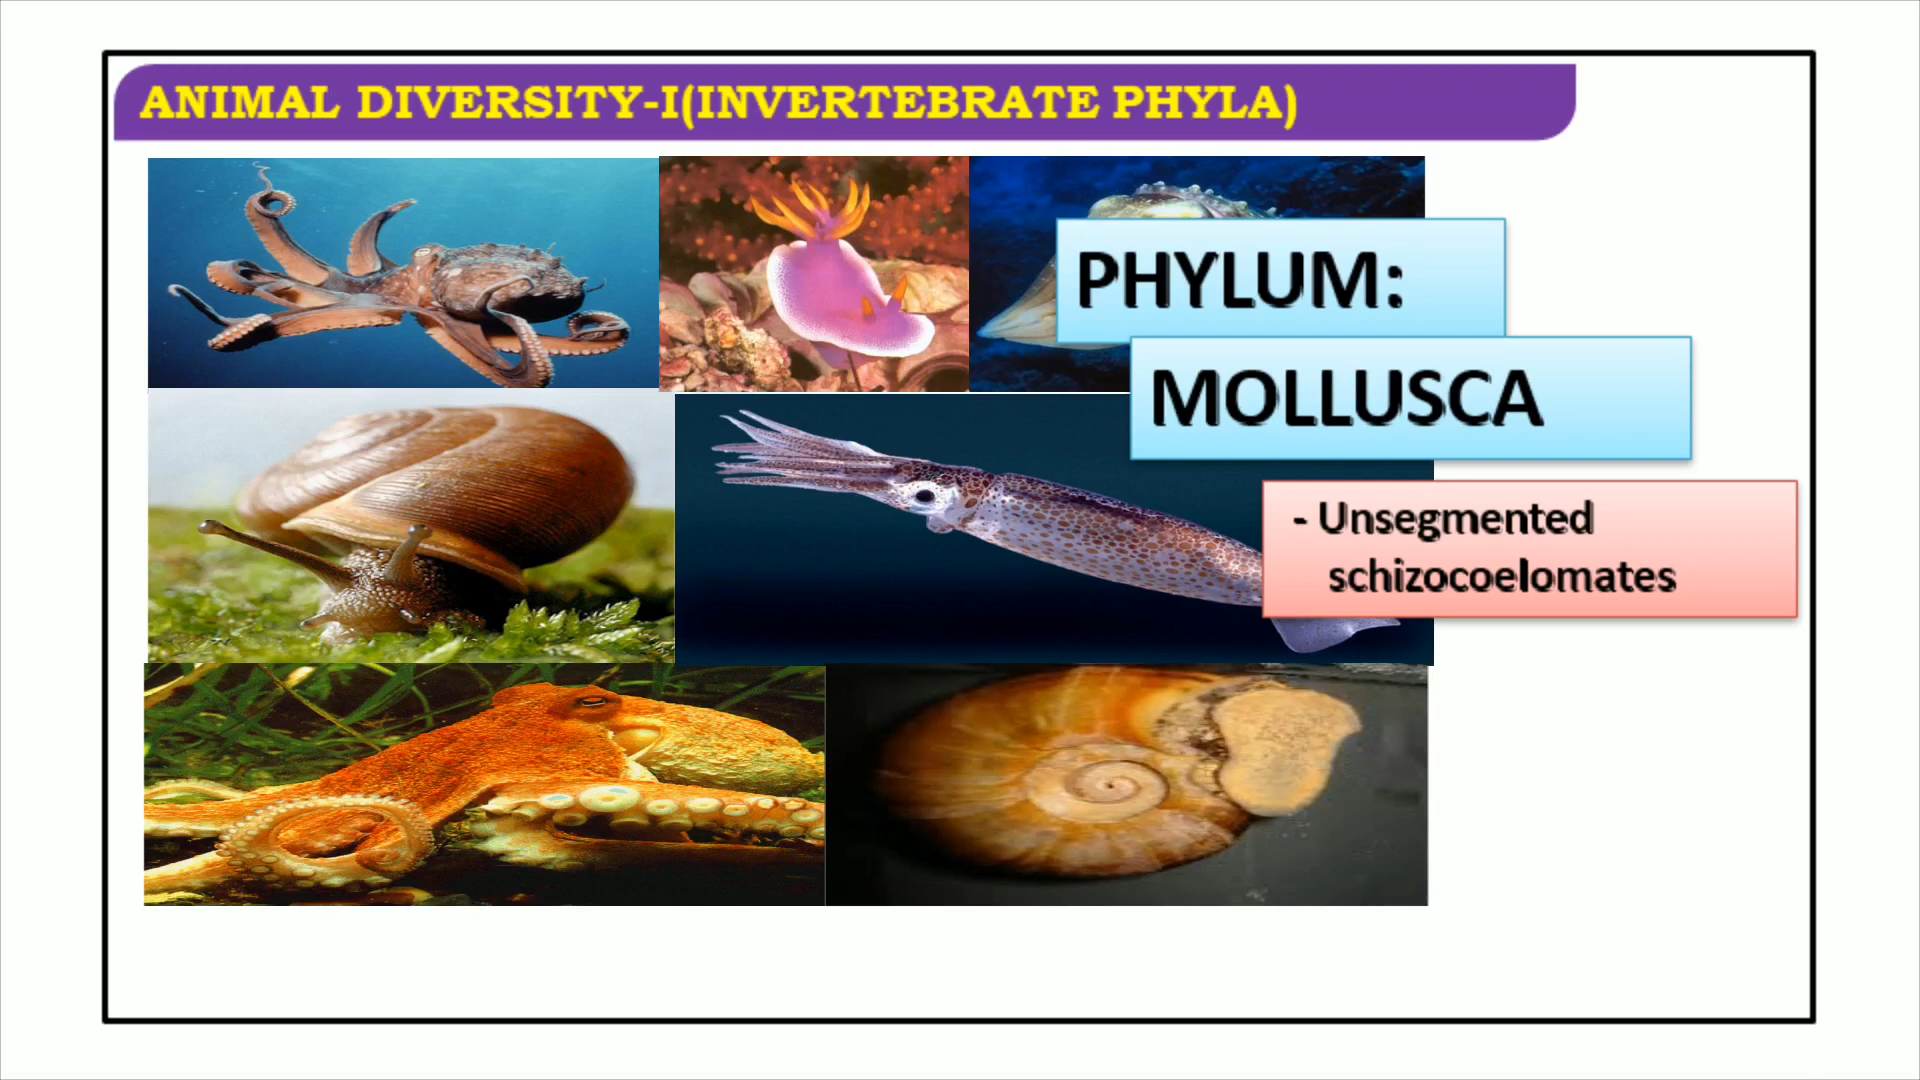 ANIMAL DIVERSITY-I(INVERTEBRATE PHYLA)
PHYLUM:
MOLLUSCA
- Unsegmented
schizocoelomates